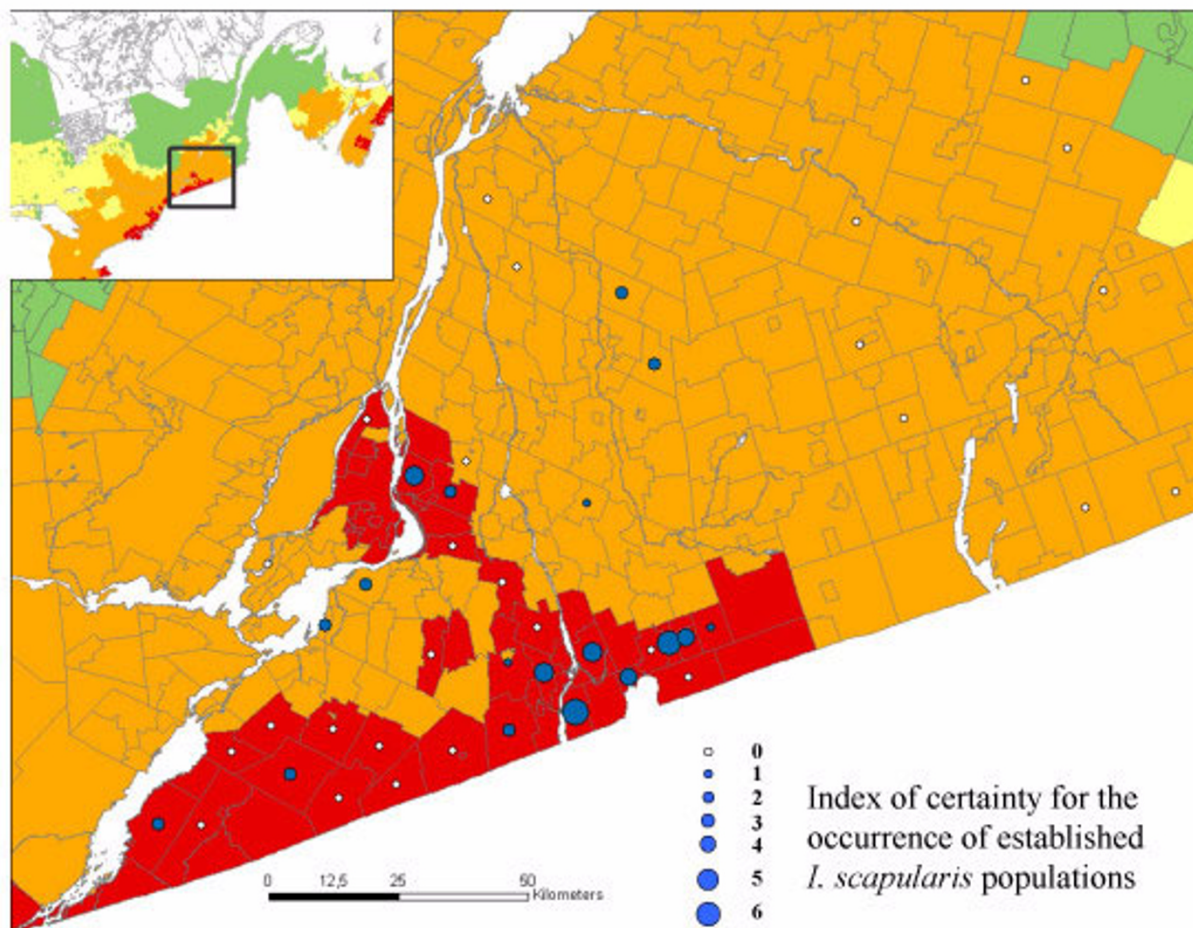 0
1
2
3
4
5
6
Index of certainty for the
occurrence of established
I. scapularis populations
0 12,5 25 50
Kilometers